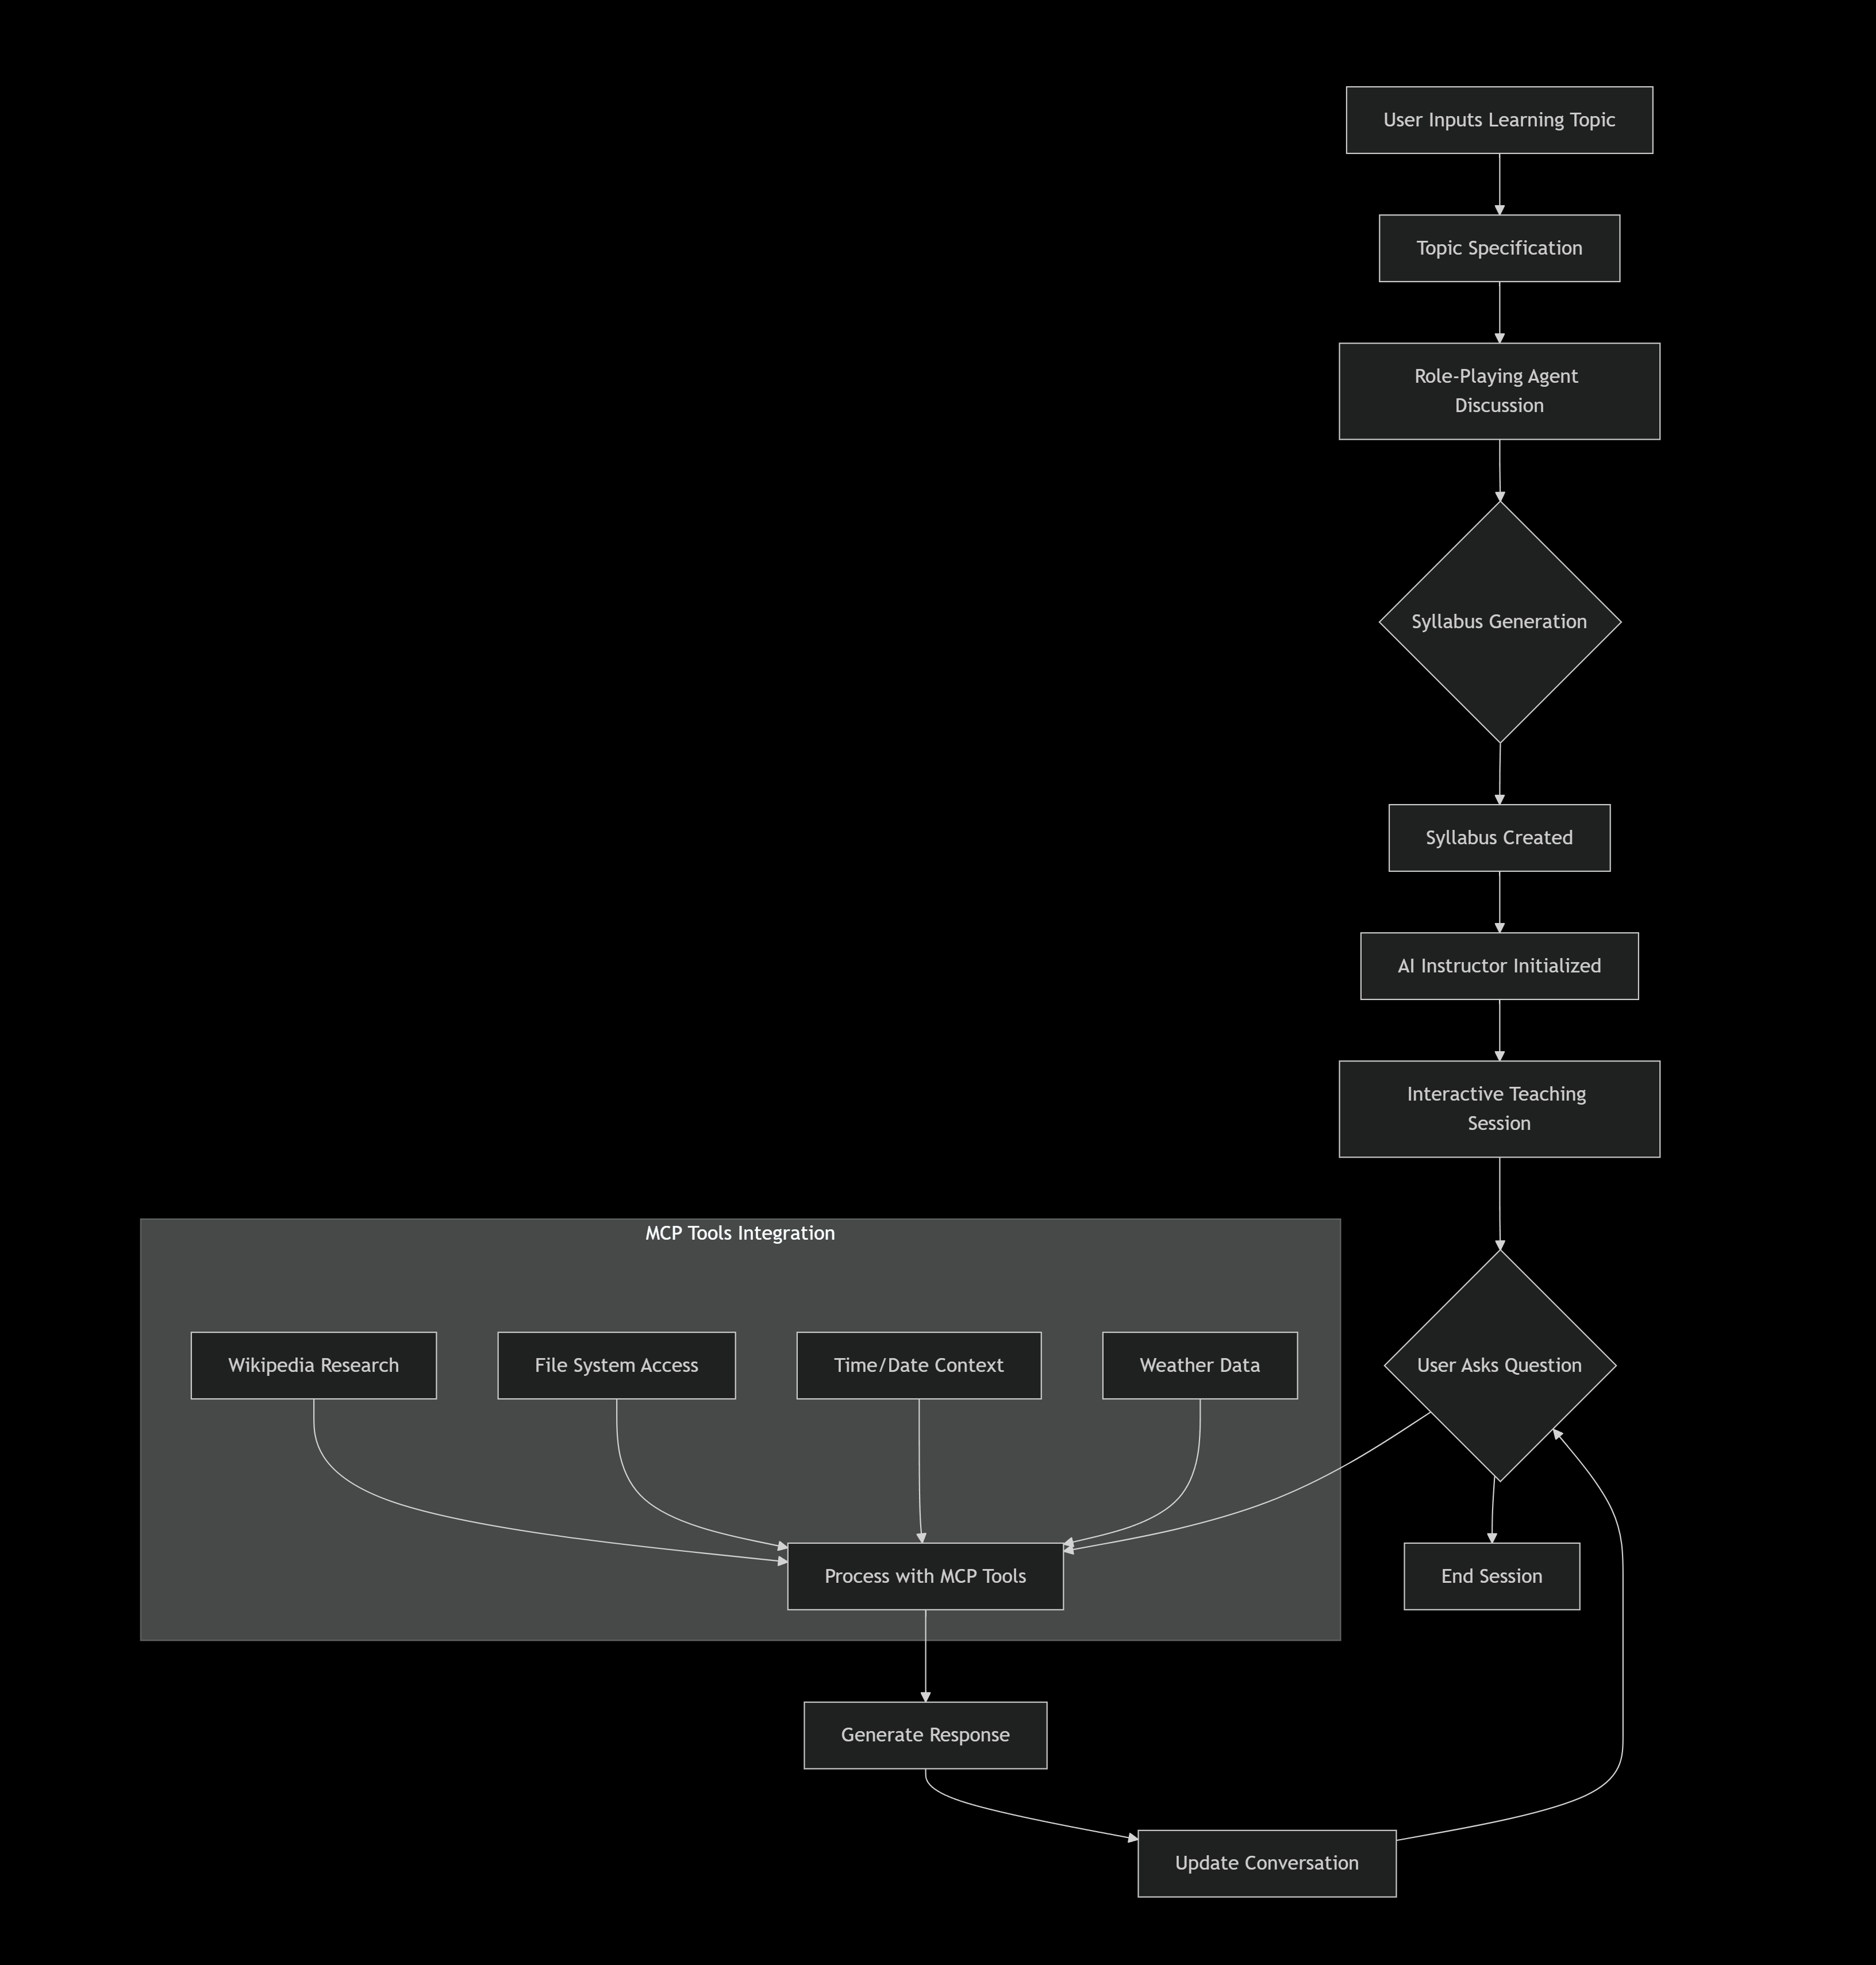 User Inputs Learning Topic
Topic Specification
Role-Playing Agent
Discussion
Syllabus Generation
Syllabus Created
AI Instructor Initialized
Interactive Teaching
Session
MCP Tools Integration
Wikipedia Research
File System Access
Time/Date Context
Weather Data
User Asks Question
Process with MCP Tools
End Session
Generate Response
Update Conversation